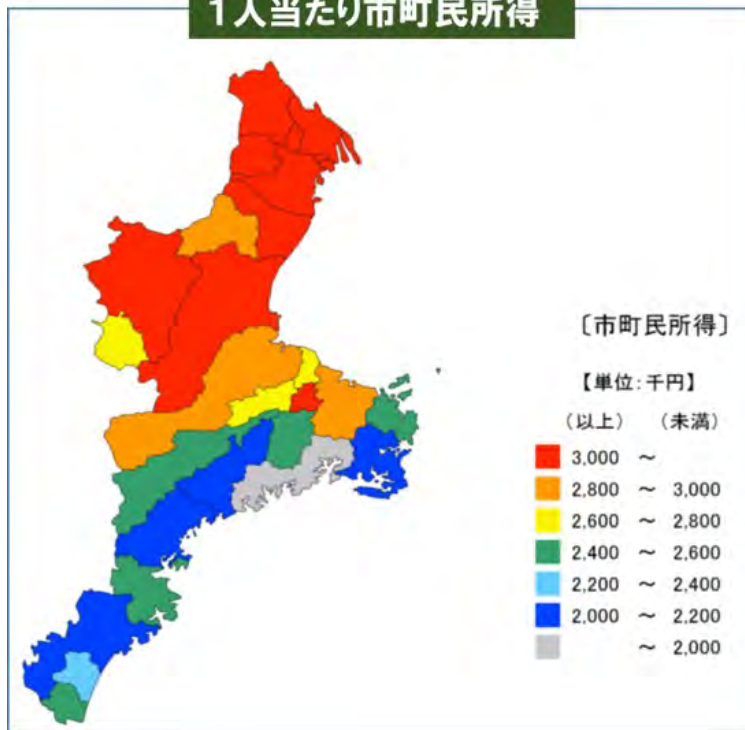 1人当たり市町民所得
〔市町民所得〕
【単位:千円】
(以上) (未満)
3,000 ～
2,800 ～ 3,000
2,600 ～ 2,800
2,400 ～ 2,600
2,200 ～ 2,400
2,000 ～ 2,200
～ 2,000